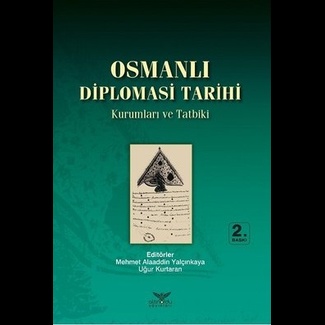 OSMANLI
DİPLOMASİ TARİHİ
Kurumları ve Tatbiki
2.
BASKI
Editörler
Mehmet Alaaddin Yalçınkaya
Uğur Kurtaran